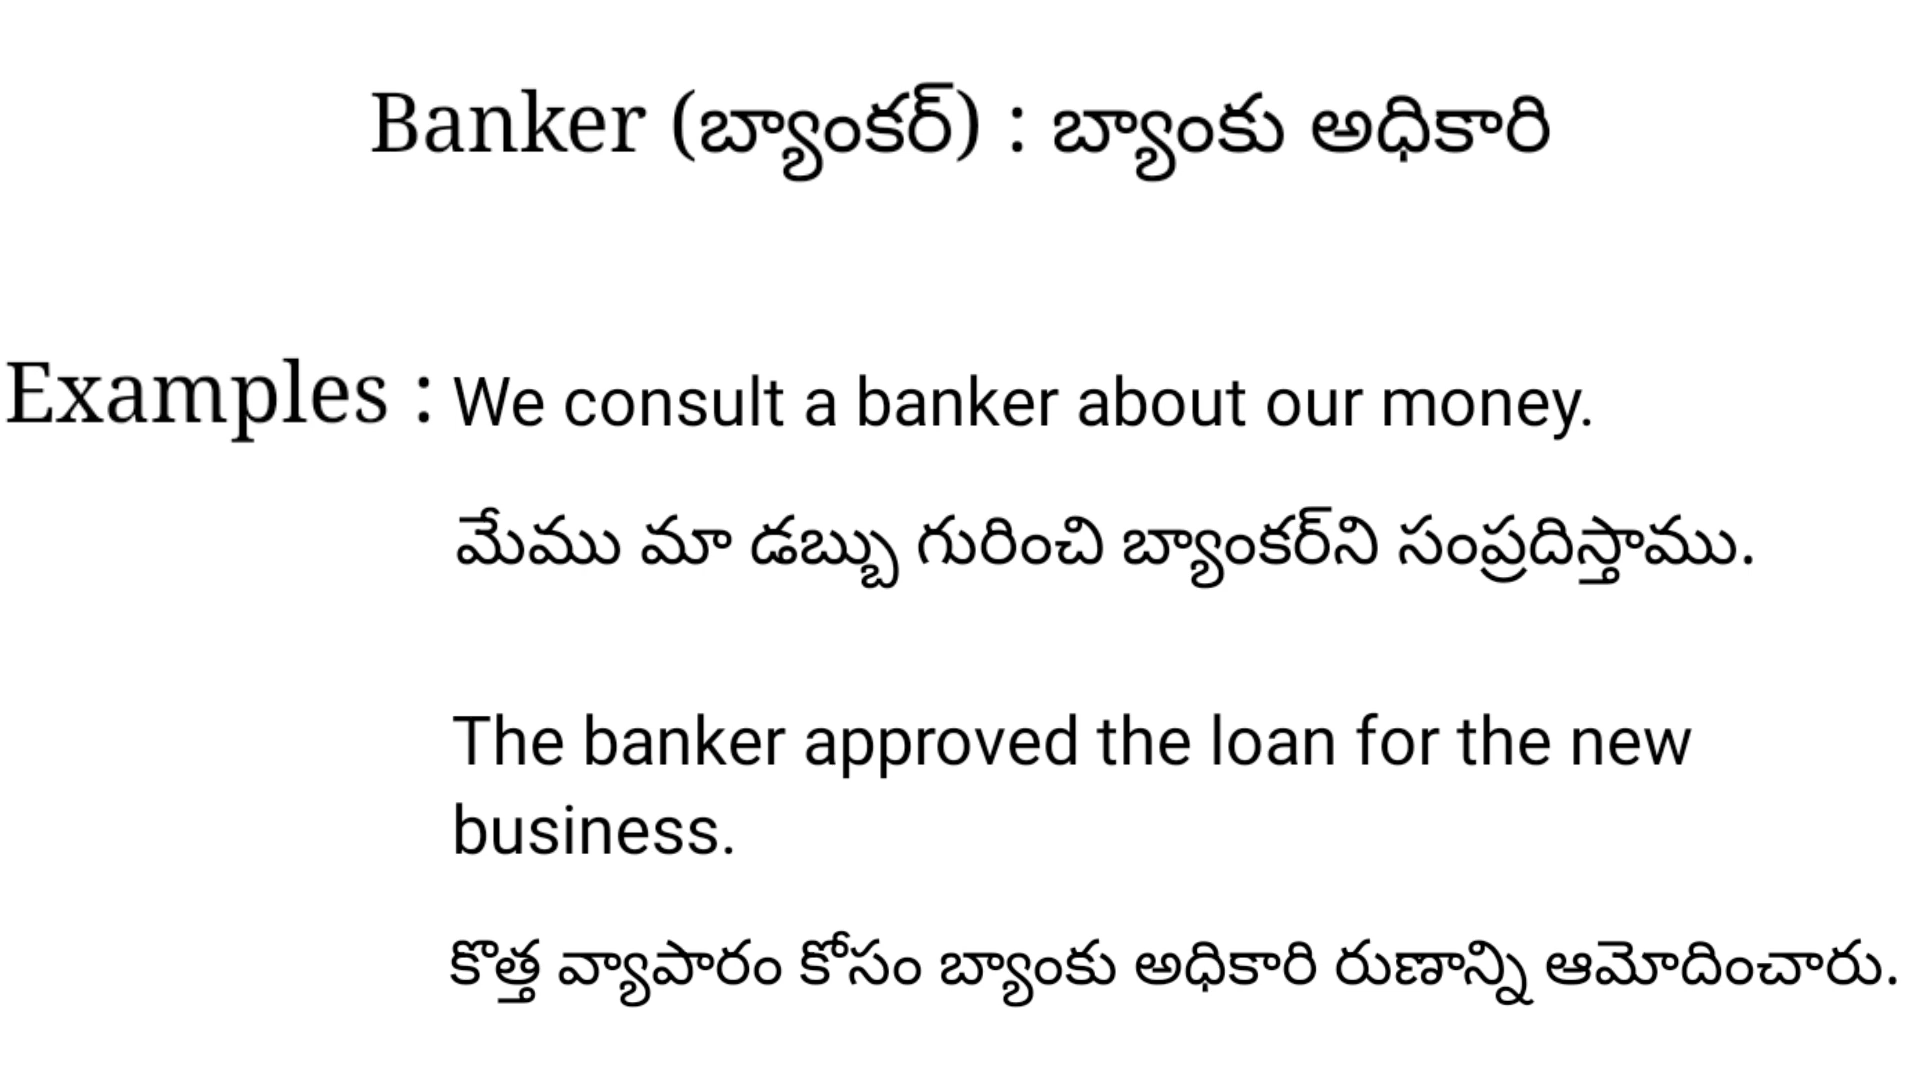 Banker (బ్యాంకర్) : బ్యాంకు అధికారి
Examples : We consult a banker about our money.
మేము మా డబ్బు గురించి బ్యాంకర్‌ని సంప్రదిస్తాము.
The banker approved the loan for the new
business.
కొత్త వ్యాపారం కోసం బ్యాంకు అధికారి రుణాన్ని ఆమోదించారు.